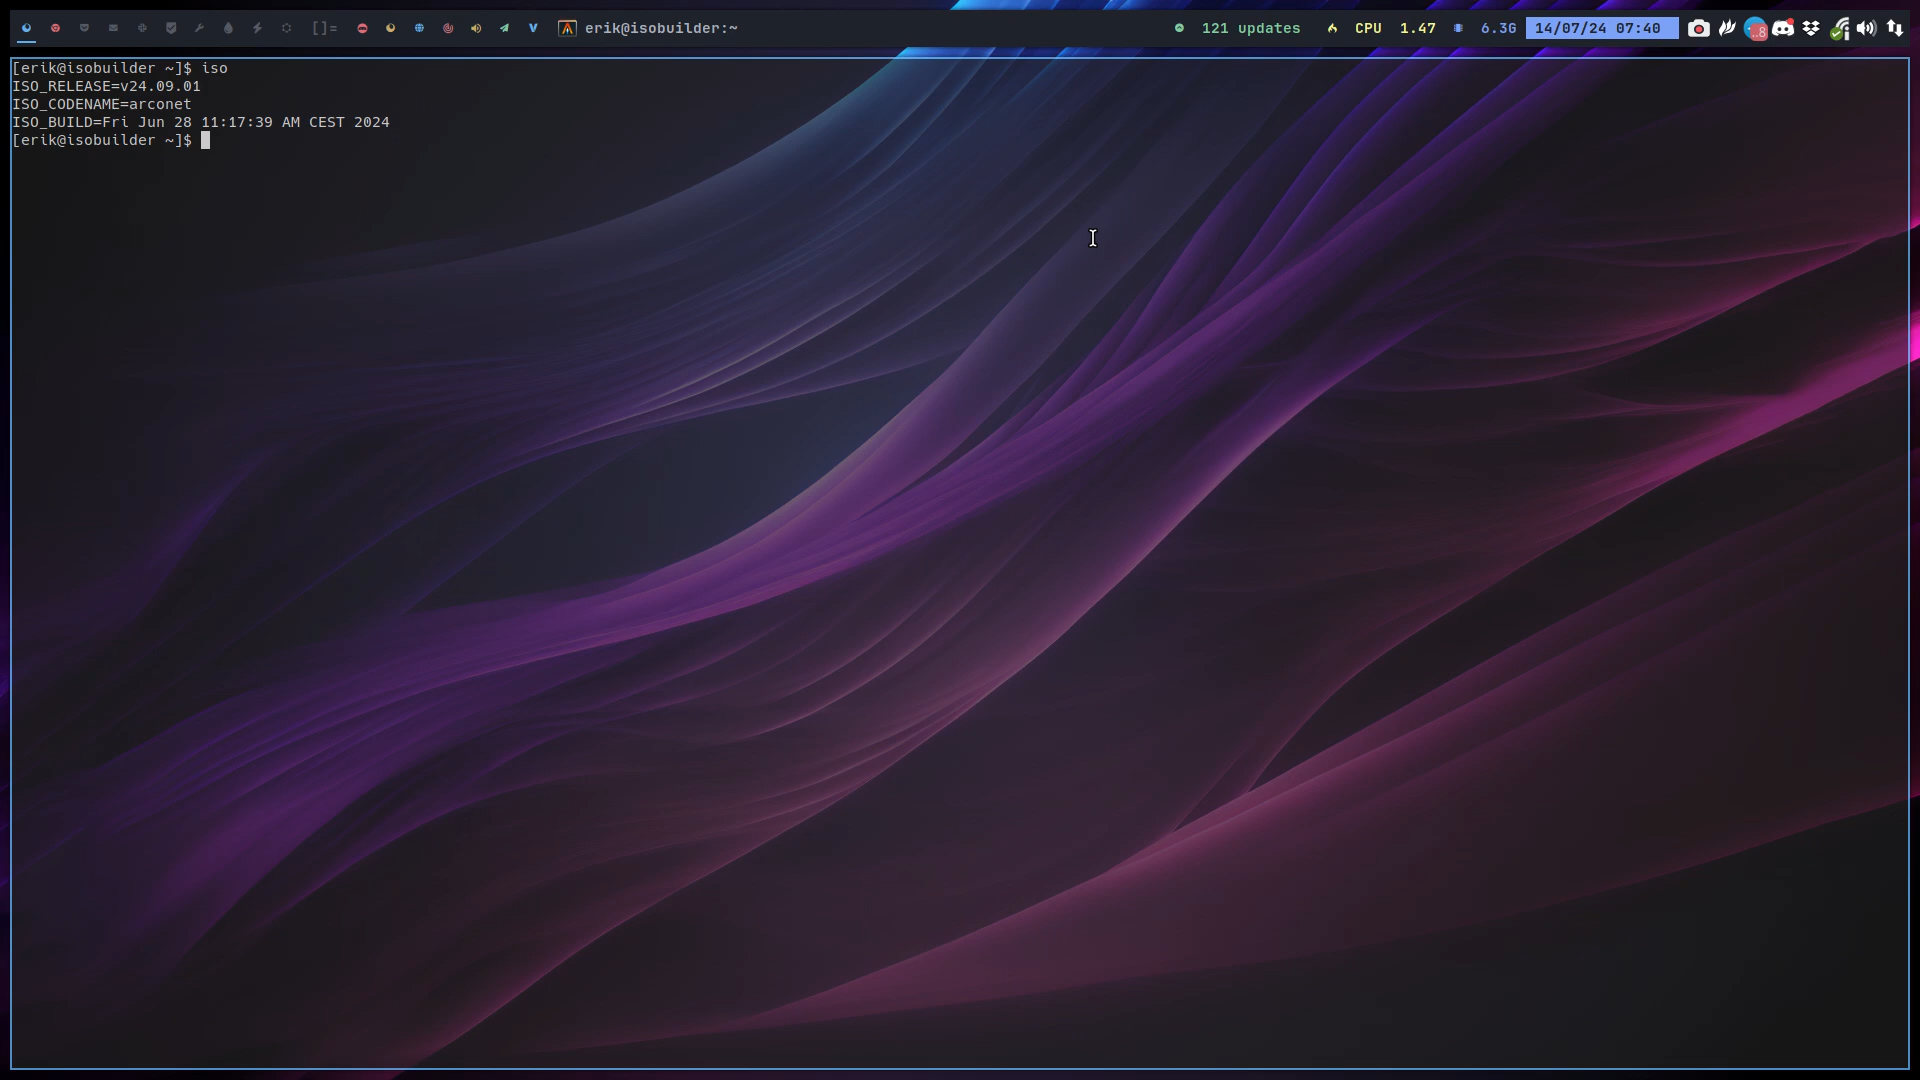 []= V erik@isobuilder:~ 121 updates CPU 1.47 6.3G 14/07/24 07:40
[erik@isobuilder ~]$ iso
ISO_RELEASE=v24.09.01
ISO_CODENAME=arconet
ISO_BUILD=Fri Jun 28 11:17:39 AM CEST 2024
[erik@isobuilder ~]$